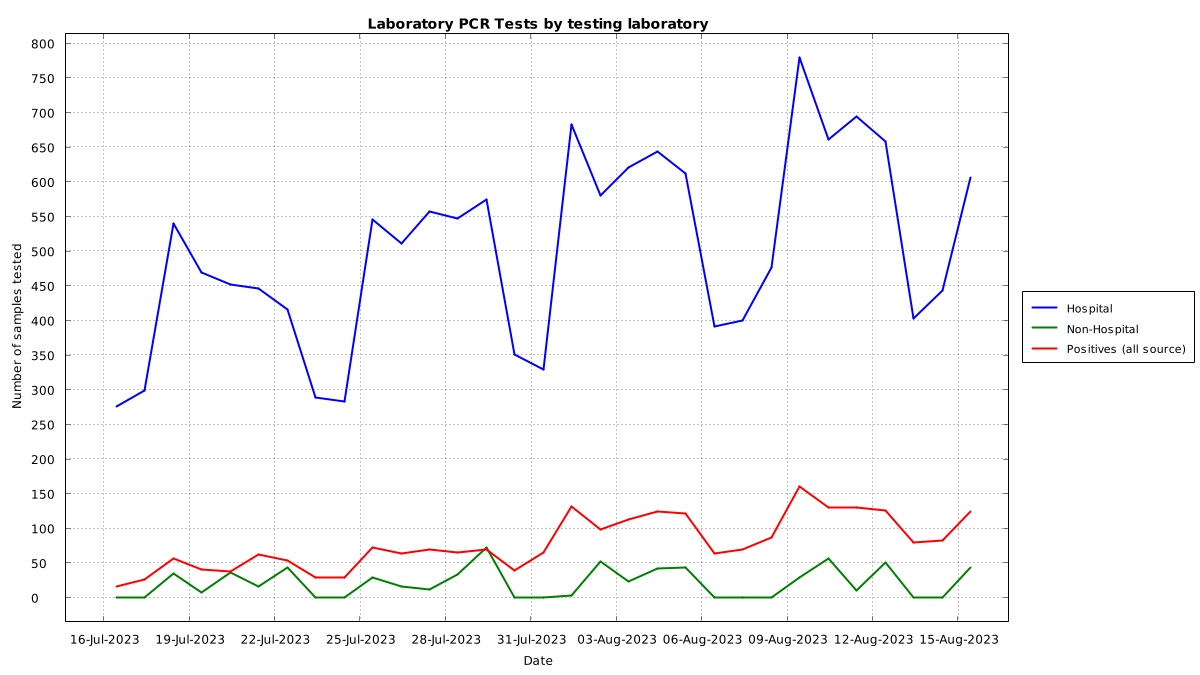 Laboratory PCR Tests by testing laboratory
800
750
700
650
600
550
500
450
400
350
300
250
200
150
100
50
0
Number of samples tested
16-Jul-2023 19-Jul-2023 22-Jul-2023 25-Jul-2023 28-Jul-2023 31-Jul-2023 03-Aug-2023 06-Aug-2023 09-Aug-2023 12-Aug-2023 15-Aug-2023
Date
Hospital
Non-Hospital
Positives (all source)